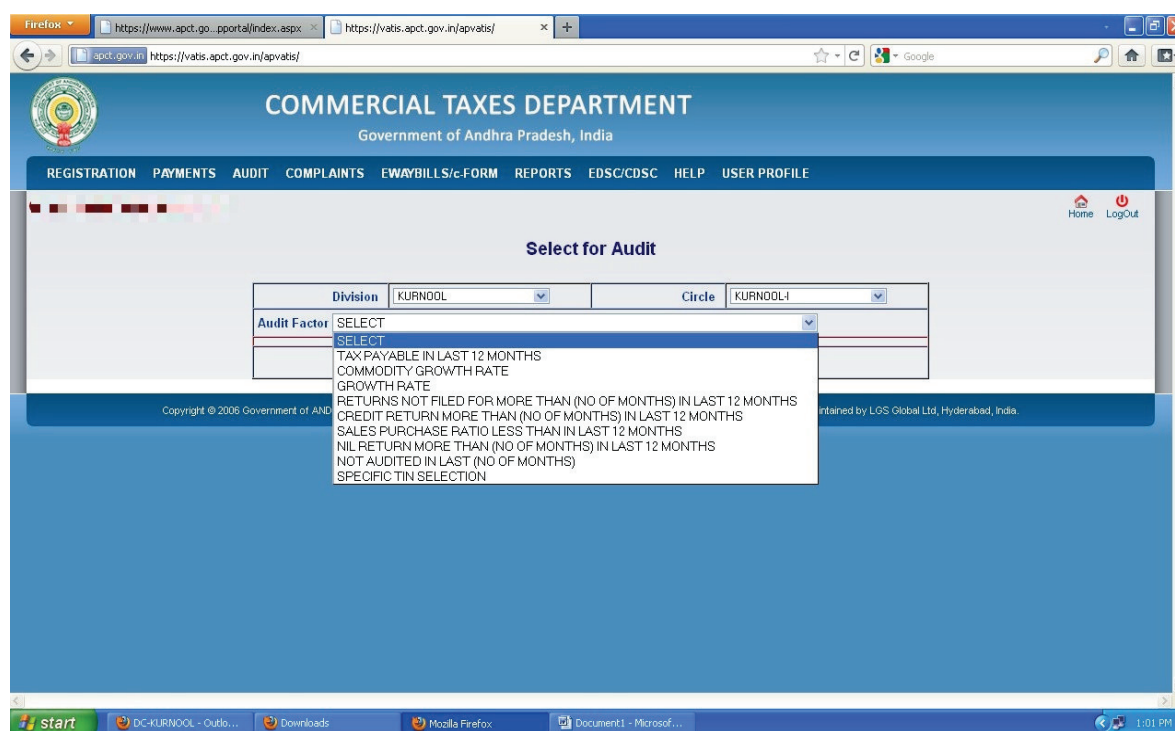 Firefox
https://www.apct.go...pportal/index.aspx
https://vatis.apct.gov.in/apvatis/
apct.gov.in https://vatis.apct.gov.in/apvatis/
Google
COMMERCIAL TAXES DEPARTMENT
Government of Andhra Pradesh, India
REGISTRATION PAYMENTS AUDIT COMPLAINTS EWAYBILLS/c-FORM REPORTS EDSC/CDSC HELP USER PROFILE
Home LogOut
Select for Audit
Division KURNOOL Circle KURNOOL-I
Audit Factor SELECT
SELECT
TAX PAYABLE IN LAST 12 MONTHS
COMMODITY GROWTH RATE
GROWTH RATE
RETURNS NOT FILED FOR MORE THAN (NO OF MONTHS) IN LAST 12 MONTHS
CREDIT RETURN MORE THAN (NO OF MONTHS) IN LAST 12 MONTHS
SALES PURCHASE RATIO LESS THAN IN LAST 12 MONTHS
NIL RETURN MORE THAN (NO OF MONTHS) IN LAST 12 MONTHS
NOT AUDITED IN LAST (NO OF MONTHS)
SPECIFIC TIN SELECTION
Copyright © 2006 Government of AND intained by LGS Global Ltd, Hyderabad, India.
start DC-KURNOOL - Outlo... Downloads Mozilla Firefox Document1 - Microsof... 1:01 PM